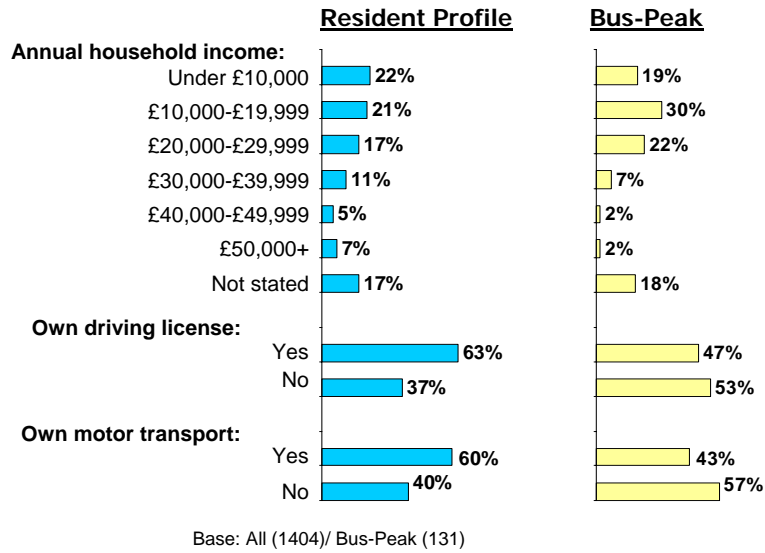 Resident Profile Bus-Peak
Annual household income:
Under £10,000 22% 19%
£10,000-£19,999 21% 30%
£20,000-£29,999 17% 22%
£30,000-£39,999 11% 7%
£40,000-£49,999 5% 2%
£50,000+ 7% 2%
Not stated 17% 18%
Own driving license:
Yes 63% 47%
No 37% 53%
Own motor transport:
Yes 60% 43%
No 40% 57%
Base: All (1404)/ Bus-Peak (131)